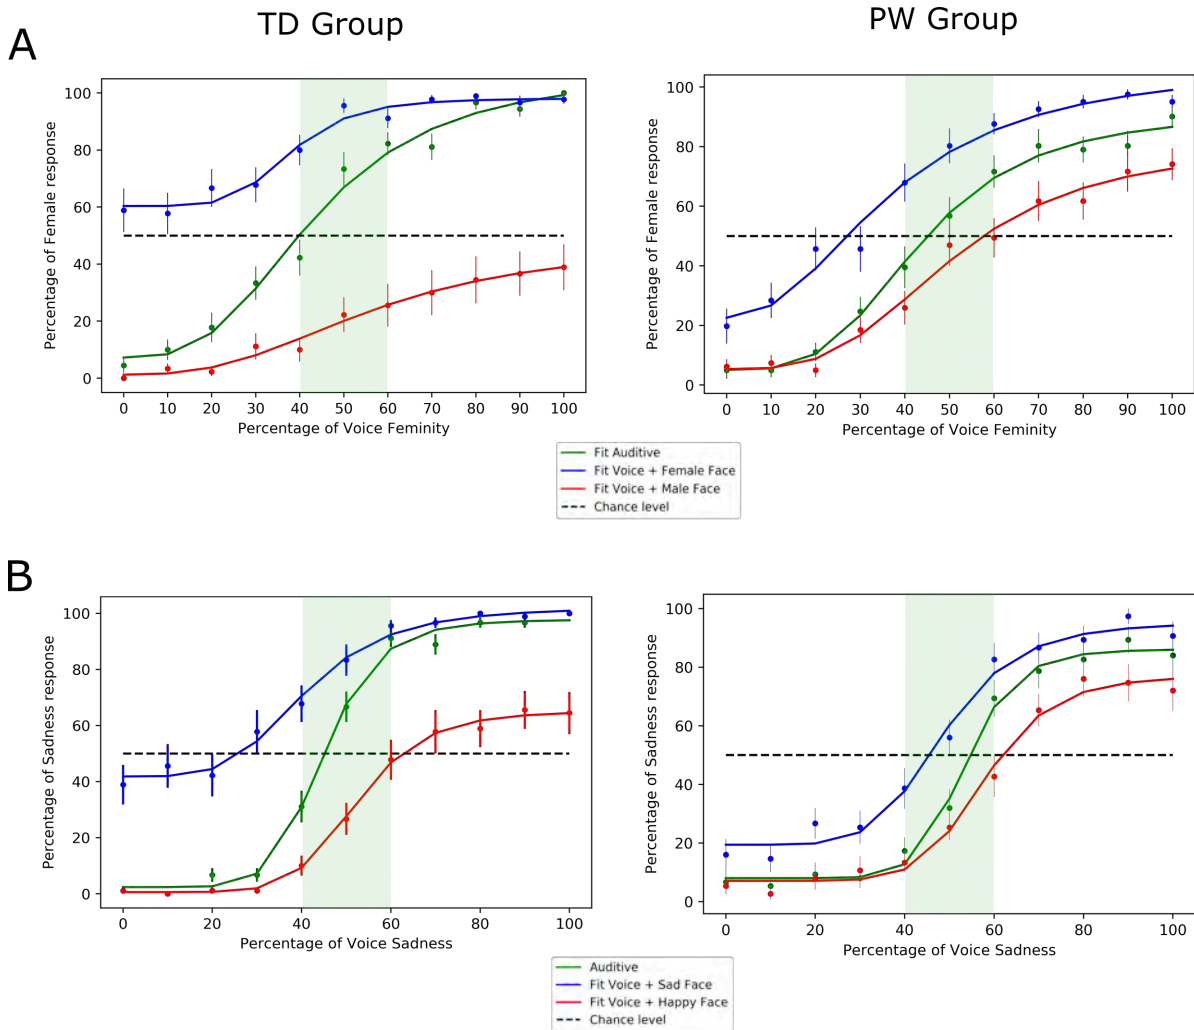 TD Group
PW Group
A
Percentage of Female response
100
80
60
40
20
0
0 10 20 30 40 50 60 70 80 90 100
Percentage of Voice Feminity
Percentage of Female response
100
80
60
40
20
0
0 10 20 30 40 50 60 70 80 90 100
Percentage of Voice Feminity
Fit Auditive
Fit Voice + Female Face
Fit Voice + Male Face
Chance level
B
Percentage of Sadness response
100
80
60
40
20
0
0 20 40 60 80 100
Percentage of Voice Sadness
Percentage of Sadness response
100
80
60
40
20
0
0 20 40 60 80 100
Percentage of Voice Sadness
Auditive
Fit Voice + Sad Face
Fit Voice + Happy Face
Chance level